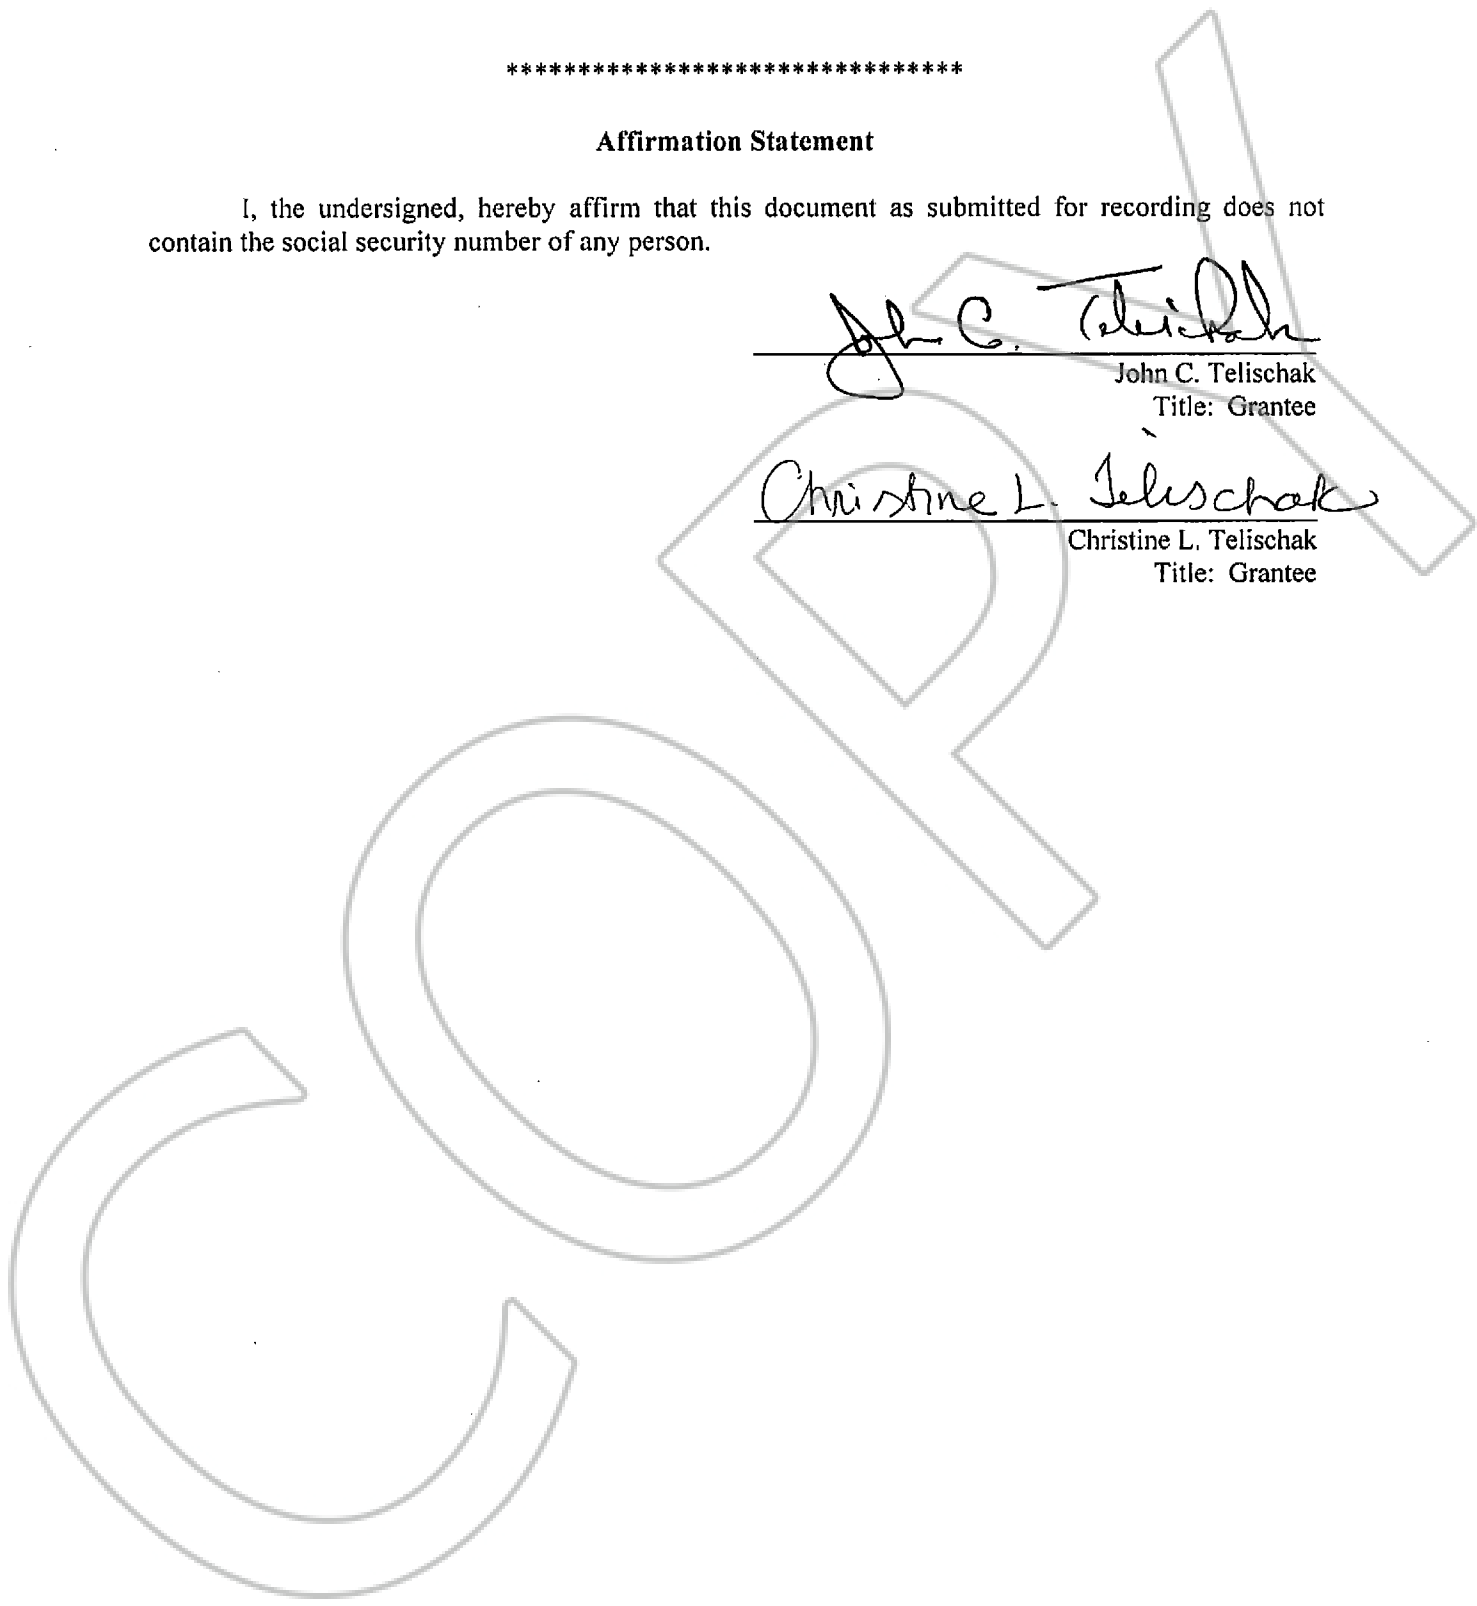 ********************************
Affirmation Statement
I, the undersigned, hereby affirm that this document as submitted for recording does not
contain the social security number of any person.
John C. Telischak
John C. Telischak
Title: Grantee
Christine L. Telischak
Christine L. Telischak
Title: Grantee
COPY